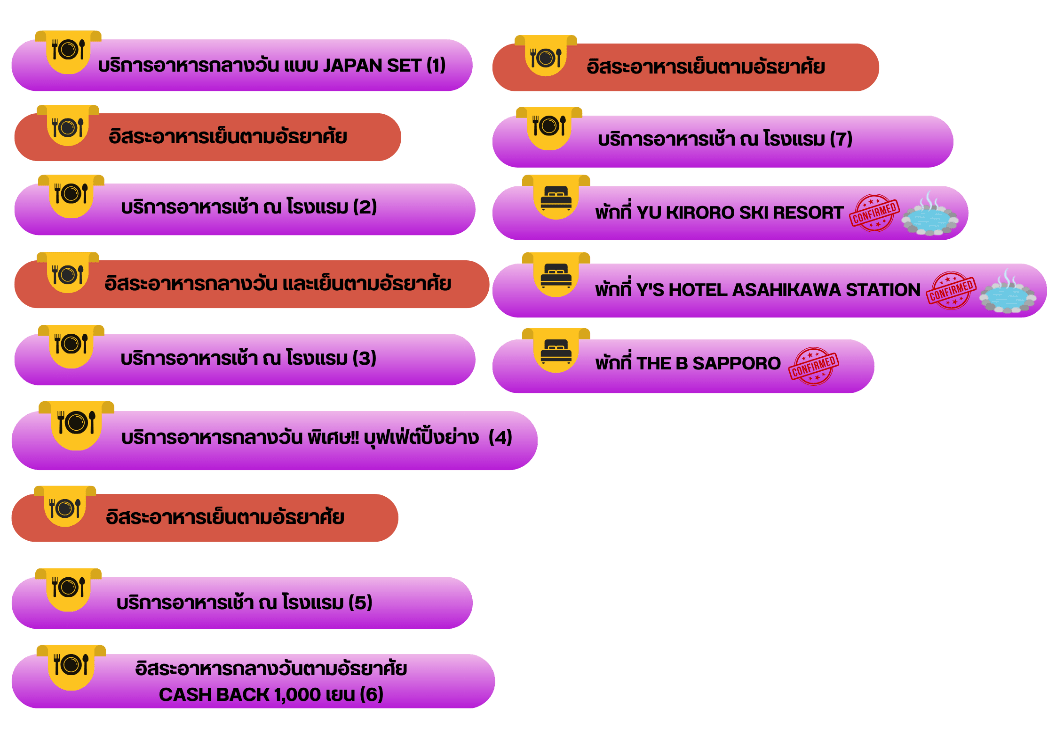 บริการอาหารกลางวัน แบบ JAPAN SET (1)
อิสระอาหารเย็นตามอัธยาศัย
บริการอาหารเช้า ณ โรงแรม (2)
อิสระอาหารกลางวัน และเย็นตามอัธยาศัย
บริการอาหารเช้า ณ โรงแรม (3)
บริการอาหารกลางวัน พิเศษ!! บุฟเฟ่ต์ปิ้งย่าง (4)
อิสระอาหารเย็นตามอัธยาศัย
บริการอาหารเช้า ณ โรงแรม (5)
อิสระอาหารกลางวันตามอัธยาศัย
CASH BACK 1,000 เยน (6)
อิสระอาหารเย็นตามอัธยาศัย
บริการอาหารเช้า ณ โรงแรม (7)
พักที่ YU KIRORO SKI RESORT CONFIRMED
พักที่ Y'S HOTEL ASAHIKAWA STATION CONFIRMED
พักที่ THE B SAPPORO CONFIRMED